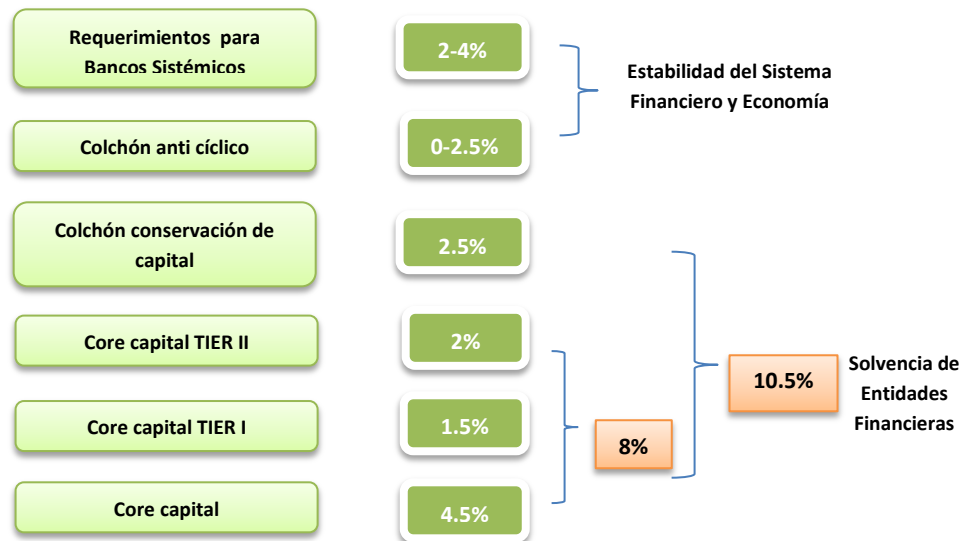 Requerimientos para
Bancos Sistémicos
2-4%
Estabilidad del Sistema
Financiero y Economía
Colchón anti cíclico
0-2.5%
Colchón conservación de
capital
2.5%
Core capital TIER II
2%
10.5%
Solvencia de
Entidades
Financieras
Core capital TIER I
1.5%
8%
Core capital
4.5%